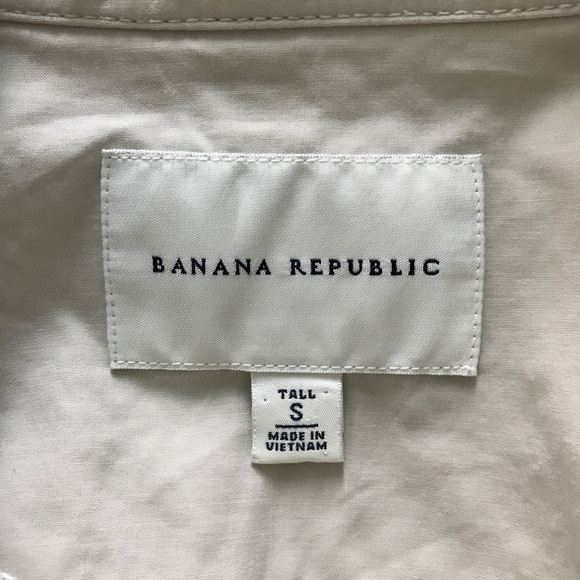 BANANA REPUBLIC
TALL
S
MADE IN
VIETNAM